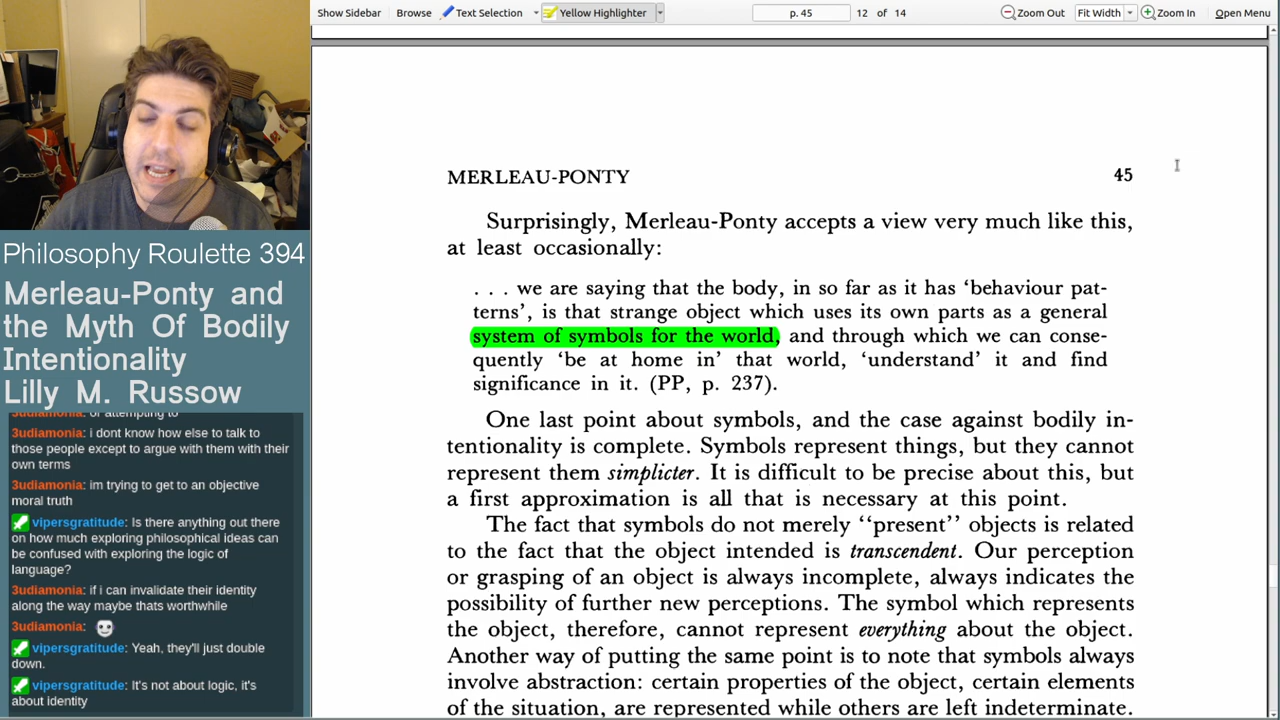 Show Sidebar Browse Text Selection Yellow Highlighter p. 45 12 of 14 Zoom Out Fit Width Zoom In Open Menu
MERLEAU-PONTY 45
Surprisingly, Merleau-Ponty accepts a view very much like this,
at least occasionally:
. . . we are saying that the body, in so far as it has ‘behaviour pat-
terns’, is that strange object which uses its own parts as a general
system of symbols for the world, and through which we can conse-
quently ‘be at home in’ that world, ‘understand’ it and find
significance in it. (PP, p. 237).
One last point about symbols, and the case against bodily in-
tentionality is complete. Symbols represent things, but they cannot
represent them simplicter. It is difficult to be precise about this, but
a first approximation is all that is necessary at this point.
The fact that symbols do not merely “present” objects is related
to the fact that the object intended is transcendent. Our perception
or grasping of an object is always incomplete, always indicates the
possibility of further new perceptions. The symbol which represents
the object, therefore, cannot represent everything about the object.
Another way of putting the same point is to note that symbols always
involve abstraction: certain properties of the object, certain elements
of the situation, are represented while others are left indeterminate.
Philosophy Roulette 394
Merleau-Ponty and
the Myth Of Bodily
Intentionality
Lilly M. Russow
3udiamonia: or attempting to
3udiamonia: i dont know how else to talk to
those people except to argue with them with their
own terms
3udiamonia: im trying to get to an objective
moral truth
vipersgratitude: Is there anything out there
on how much exploring philosophical ideas can
be confused with exploring the logic of
language?
3udiamonia: if i can invalidate their identity
along the way maybe thats worthwhile
3udiamonia:
vipersgratitude: Yeah, they'll just double
down.
vipersgratitude: It's not about logic, it's
about identity